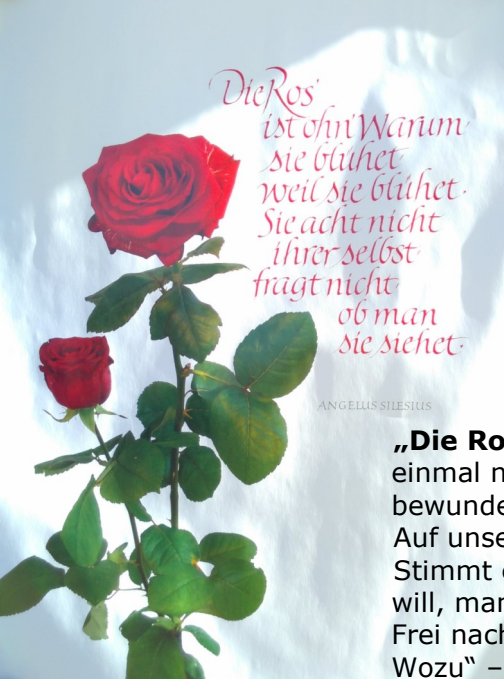 Die Ros'
ist ohn' Warum
sie blühet
weil sie blühet.
Sie acht nicht
ihrer selbst
fragt nicht
ob man
sie siehet.
ANGELUS SILESIUS
„Die Ro
einmal n
bewunde
Auf unse
Stimmt
will, man
Frei nach
Wozu“ –